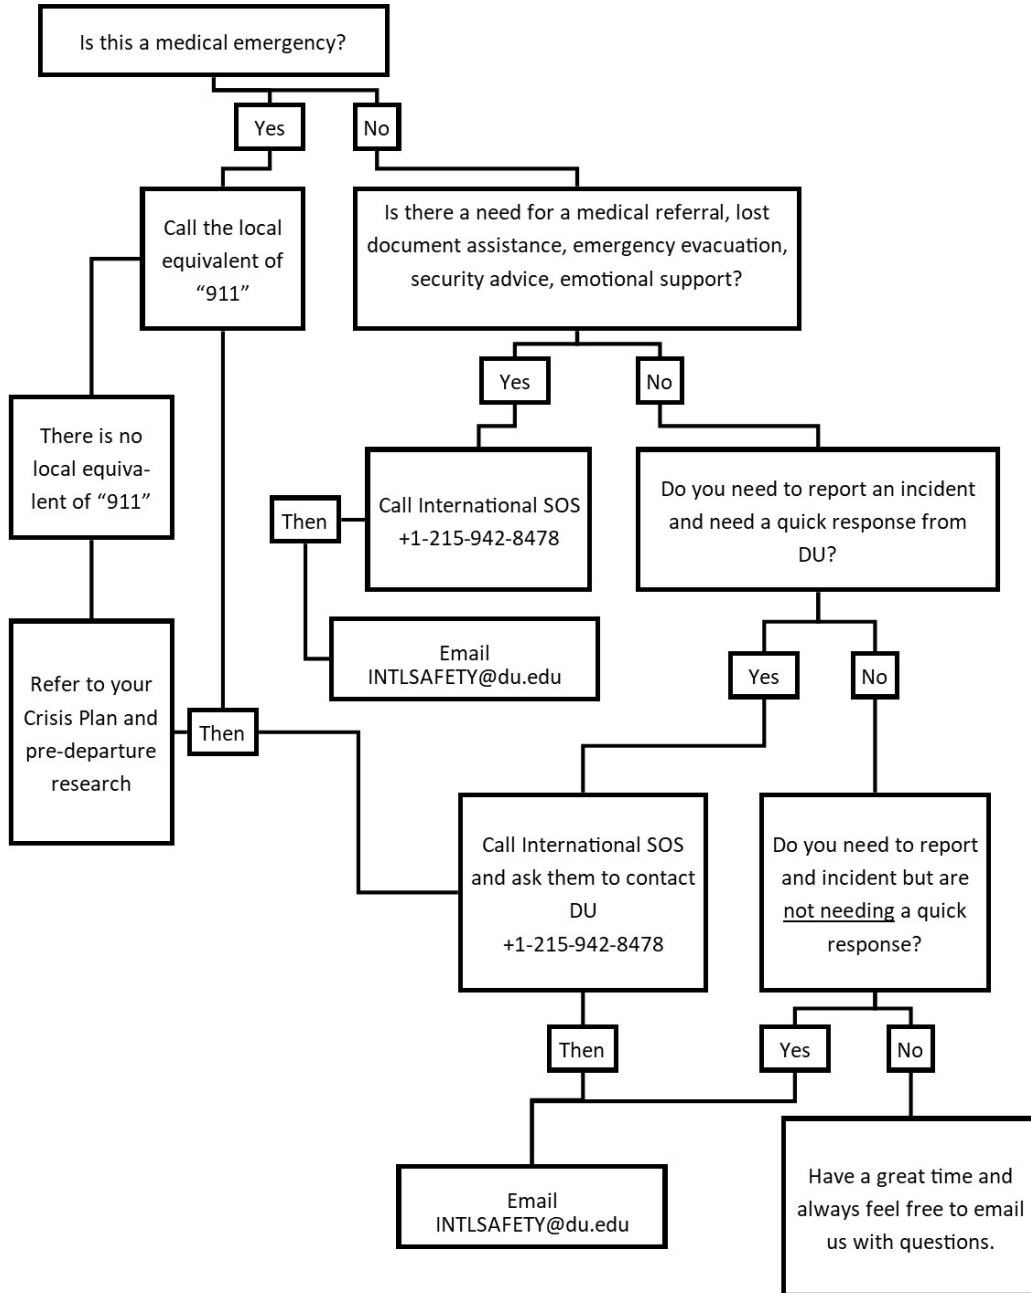 Is this a medical emergency?
Yes
No
Call the local
equivalent of
“911”
Is there a need for a medical referral, lost
document assistance, emergency evacuation,
security advice, emotional support?
Yes
No
There is no
local equiva-
lent of “911”
Then
Call International SOS
+1-215-942-8478
Do you need to report an incident
and need a quick response from
DU?
Email
INTLSAFETY@du.edu
Yes
No
Refer to your
Crisis Plan and
pre-departure
research
Then
Call International SOS
and ask them to contact
DU
+1-215-942-8478
Do you need to report
and incident but are
not needing a quick
response?
Then
Yes
No
Email
INTLSAFETY@du.edu
Have a great time and
always feel free to email
us with questions.